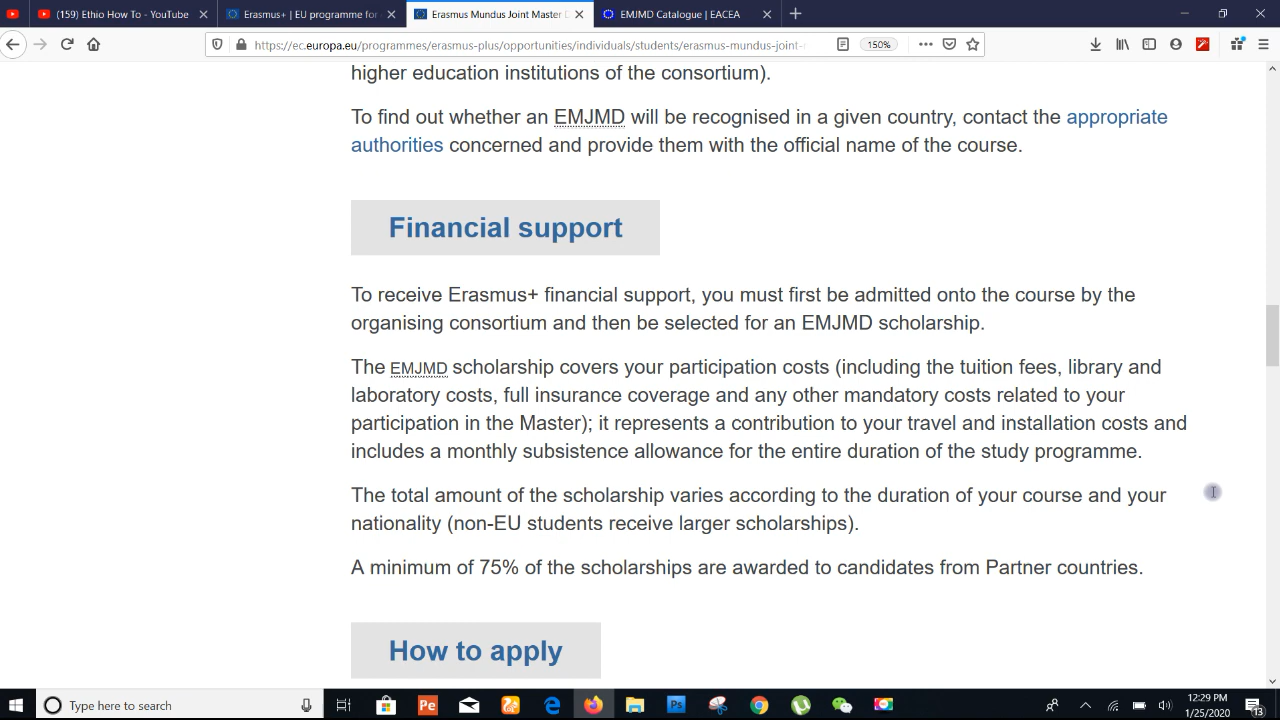 (159) Ethio How To - YouTube
Erasmus+ | EU programme for
Erasmus Mundus Joint Master D
EMJMD Catalogue | EACEA
https://ec.europa.eu/programmes/erasmus-plus/opportunities/individuals/students/erasmus-mundus-joint-
150%
higher education institutions of the consortium).
To find out whether an EMJMD will be recognised in a given country, contact the appropriate
authorities concerned and provide them with the official name of the course.
Financial support
To receive Erasmus+ financial support, you must first be admitted onto the course by the
organising consortium and then be selected for an EMJMD scholarship.
The EMJMD scholarship covers your participation costs (including the tuition fees, library and
laboratory costs, full insurance coverage and any other mandatory costs related to your
participation in the Master); it represents a contribution to your travel and installation costs and
includes a monthly subsistence allowance for the entire duration of the study programme.
The total amount of the scholarship varies according to the duration of your course and your
nationality (non-EU students receive larger scholarships).
A minimum of 75% of the scholarships are awarded to candidates from Partner countries.
How to apply
Type here to search
Pe
Ps
12:29 PM
1/25/2020
13